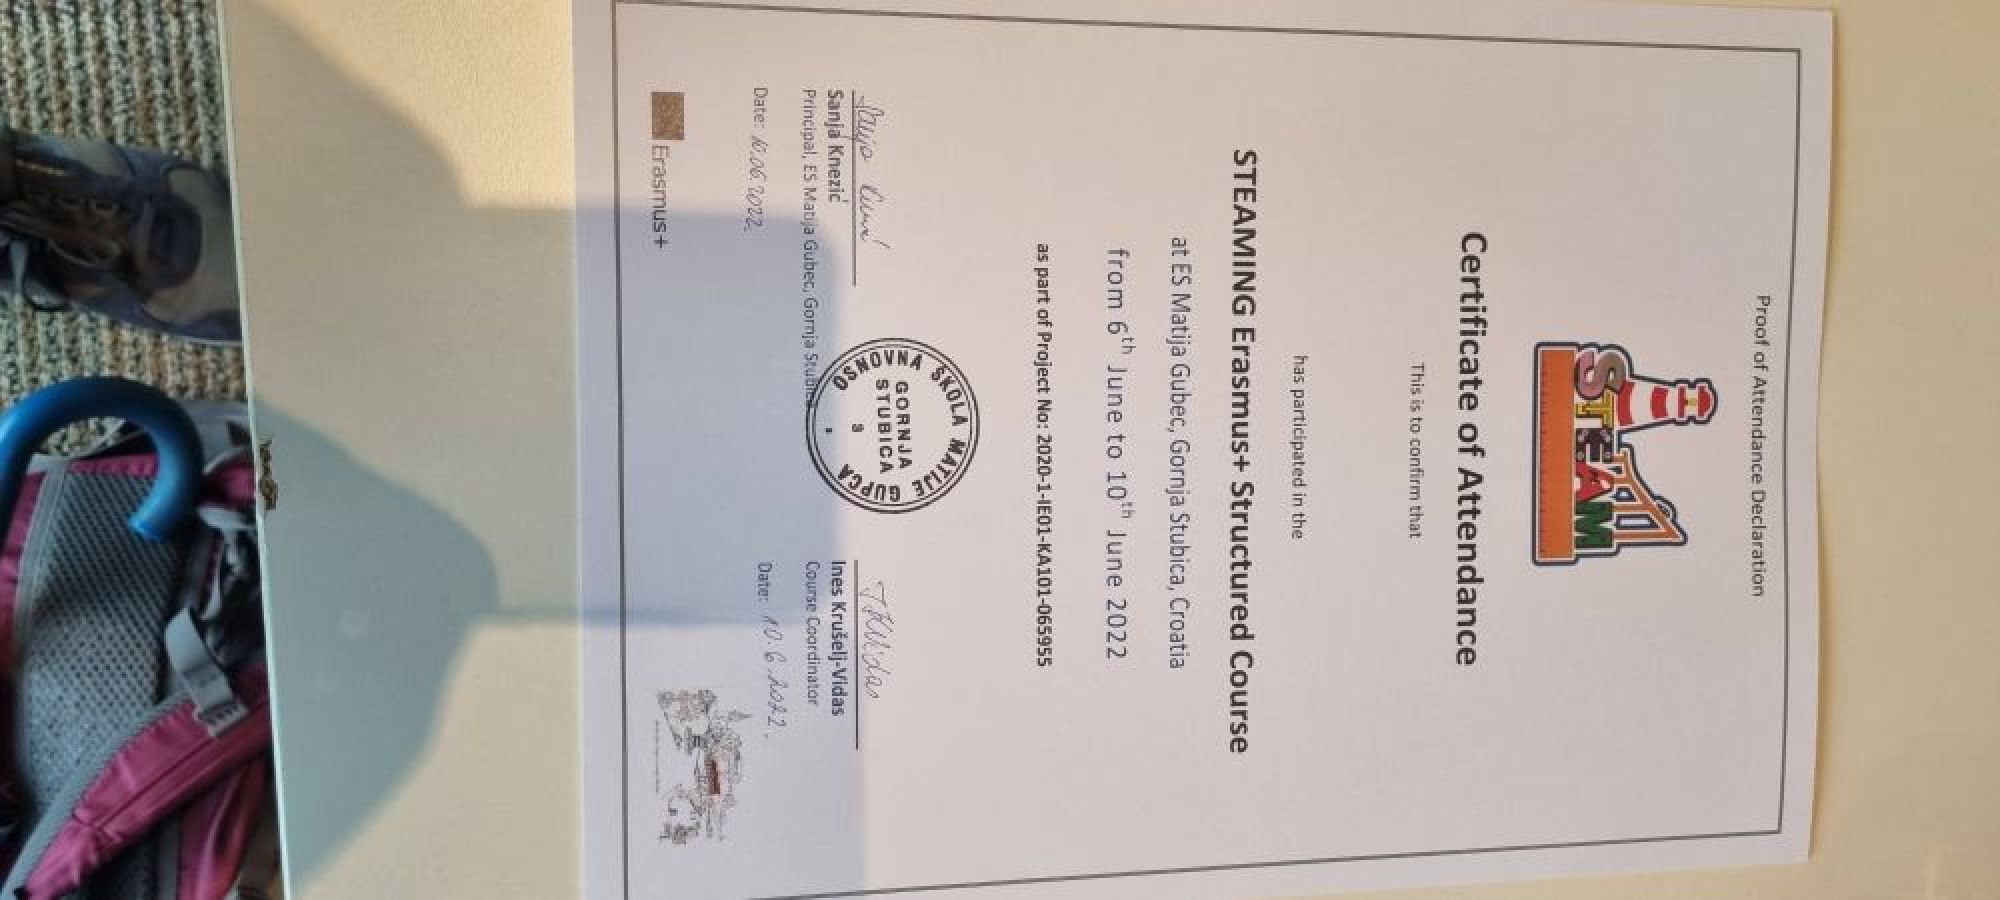 Proof of Attendance Declaration
STEAM
Certificate of Attendance
This is to confirm that
has participated in the
STEAMING Erasmus+ Structured Course
at ES Matija Gubec, Gornja Stubica, Croatia
from 6th June to 10th June 2022
as part of Project No: 2020-1-IE01-KA101-065955
OSNOVNA ŠKOLA MATIJE GUPCA
GORNJA
STUBICA
3
Sanja Knezić
Principal, ES Matija Gubec, Gornja Stubica
Date: 10.06.2022.
Erasmus+
Ines Krušelj-Vidas
Course Coordinator
Date: 10.6.2022.